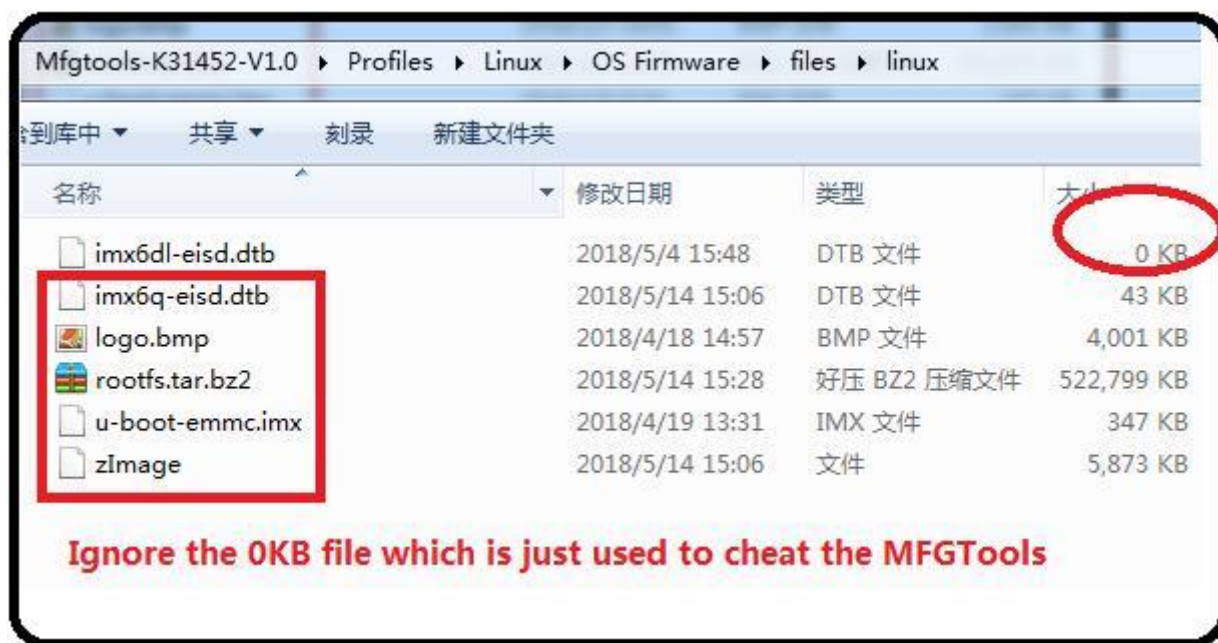 Mfgtools-K31452-V1.0 ▸ Profiles ▸ Linux ▸ OS Firmware ▸ files ▸ linux
到库中 ▼ 共享 ▼ 刻录 新建文件夹
名称 修改日期 类型 大小
imx6dl-eisd.dtb 2018/5/4 15:48 DTB 文件 0 KB
imx6q-eisd.dtb 2018/5/14 15:06 DTB 文件 43 KB
logo.bmp 2018/4/18 14:57 BMP 文件 4,001 KB
rootfs.tar.bz2 2018/5/14 15:28 好压 BZ2 压缩文件 522,799 KB
u-boot-emmc.imx 2018/4/19 13:31 IMX 文件 347 KB
zImage 2018/5/14 15:06 文件 5,873 KB
Ignore the 0KB file which is just used to cheat the MFGTools